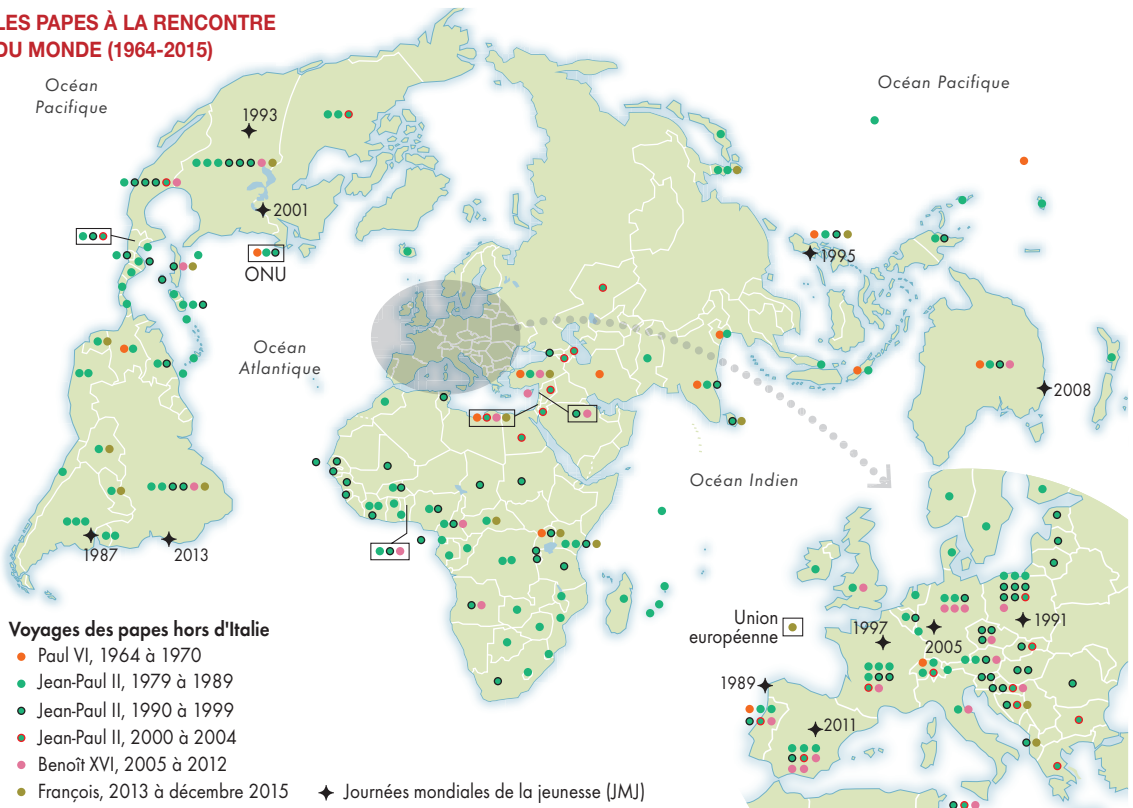 LES PAPES À LA RENCONTRE
DU MONDE (1964-2015)
Océan
Pacifique
Océan Pacifique
1993
2001
ONU
1995
Océan
Atlantique
2008
Océan Indien
1987
2013
Union
européenne
1997
2005
1991
1989
2011
Voyages des papes hors d'Italie
Paul VI, 1964 à 1970
Jean-Paul II, 1979 à 1989
Jean-Paul II, 1990 à 1999
Jean-Paul II, 2000 à 2004
Benoît XVI, 2005 à 2012
François, 2013 à décembre 2015
Journées mondiales de la jeunesse (JMJ)